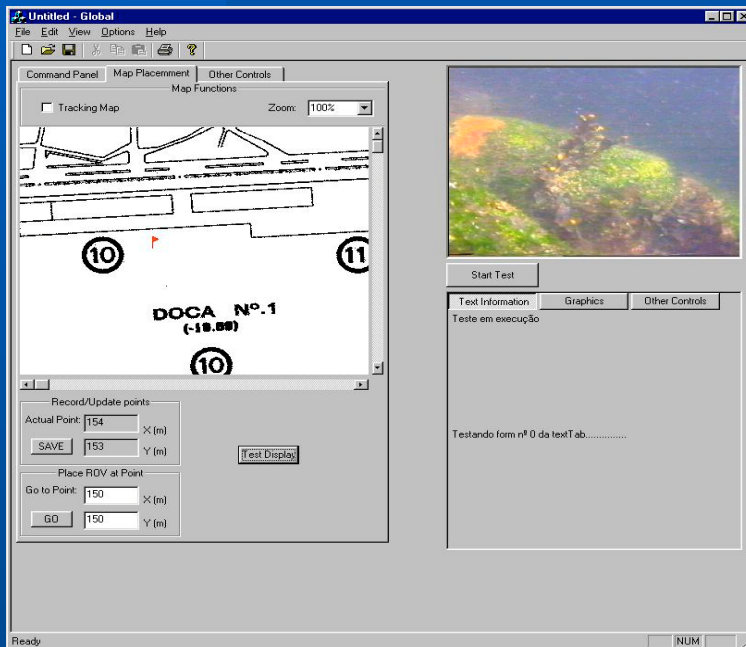 Untitled - Global
File Edit View Options Help
Command Panel
Map Placemment
Other Controls
Map Functions
Tracking Map
Zoom:
100%
10
11
DOCA Nº.1
10
Record/Update points
Actual Point:
154
X (m)
SAVE
153
Y (m)
Test Display
Place ROV at Point
Go to Point:
150
X (m)
GO
150
Y (m)
Start Test
Text Information
Graphics
Other Controls
Teste em execução
Testando form nº 0 da textTab...............
Ready
NUM